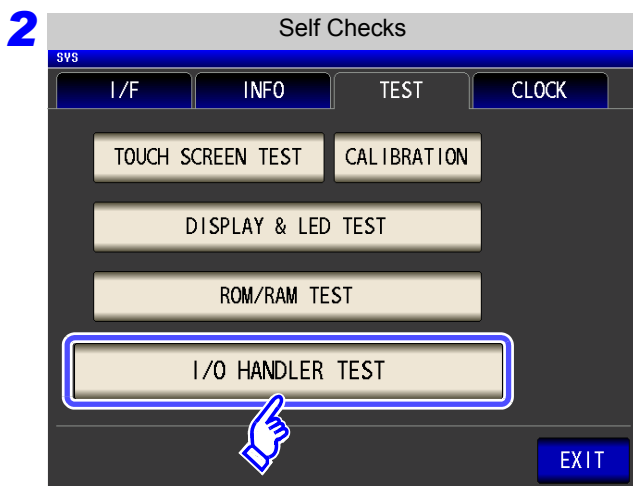 2
Self Checks
SYS
I/F INFO TEST CLOCK
TOUCH SCREEN TEST CALIBRATION
DISPLAY & LED TEST
ROM/RAM TEST
I/O HANDLER TEST
EXIT